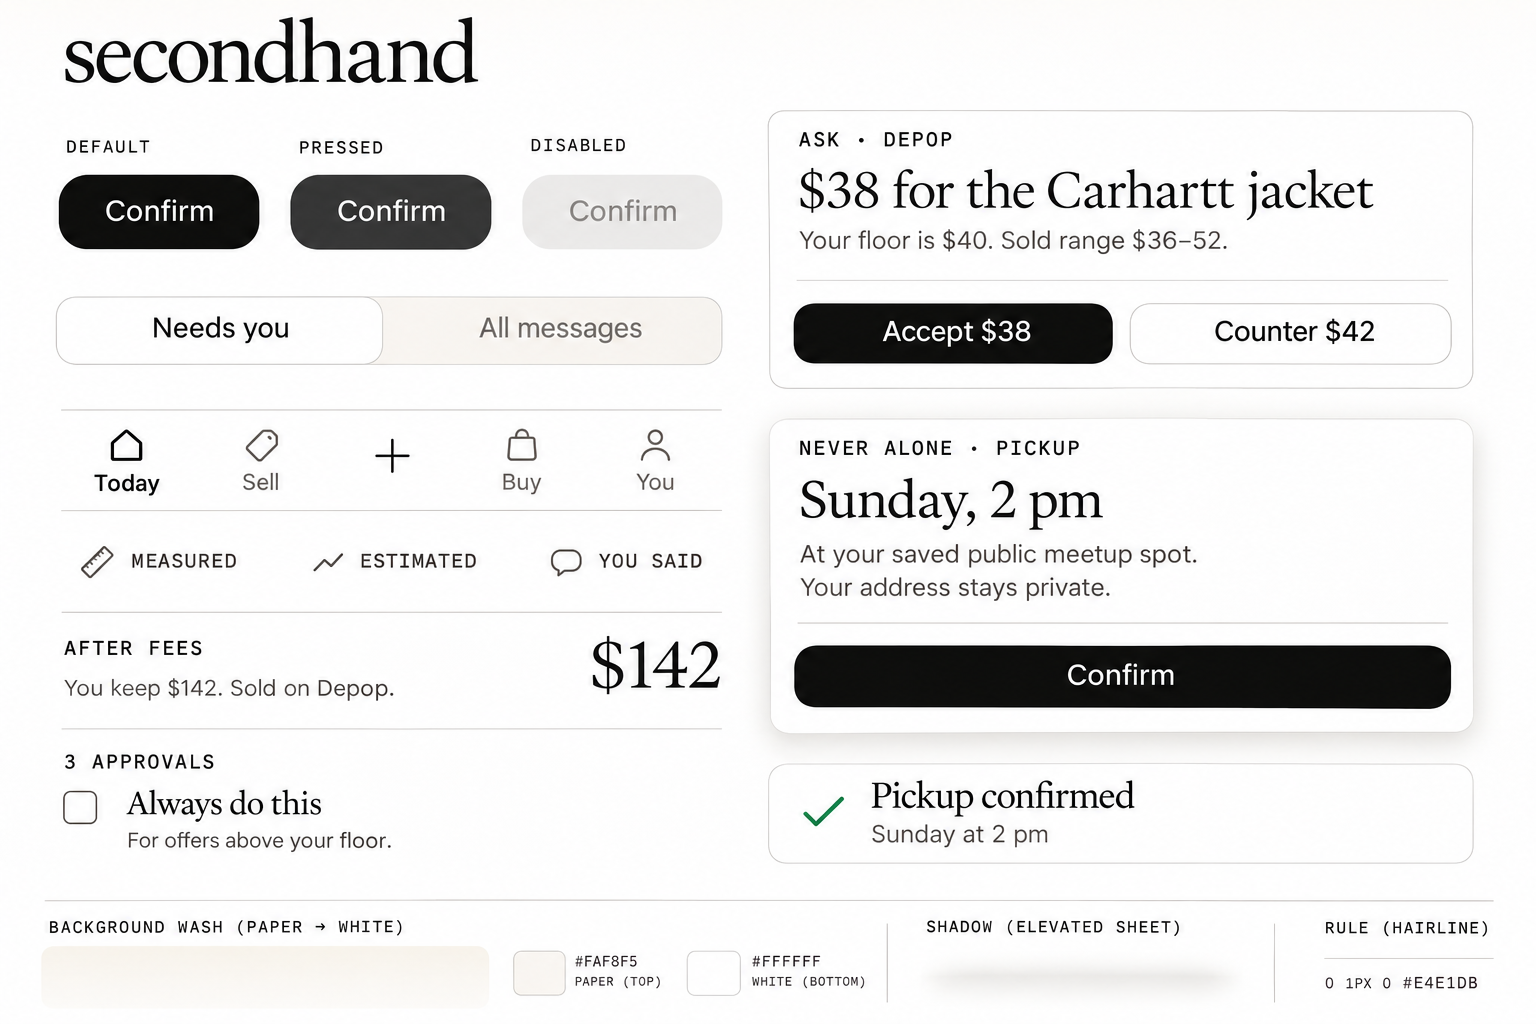 secondhand
DEFAULT
PRESSED
DISABLED
Confirm
Confirm
Confirm
Needs you
All messages
Today
Sell
Buy
You
MEASURED
ESTIMATED
YOU SAID
AFTER FEES
You keep $142. Sold on Depop.
$142
3 APPROVALS
Always do this
For offers above your floor.
ASK · DEPOP
$38 for the Carhartt jacket
Your floor is $40. Sold range $36–52.
Accept $38
Counter $42
NEVER ALONE · PICKUP
Sunday, 2 pm
At your saved public meetup spot.
Your address stays private.
Confirm
Pickup confirmed
Sunday at 2 pm
BACKGROUND WASH (PAPER → WHITE)
#FAF8F5
PAPER (TOP)
#FFFFFF
WHITE (BOTTOM)
SHADOW (ELEVATED SHEET)
RULE (HAIRLINE)
0 1PX 0 #E4E1DB